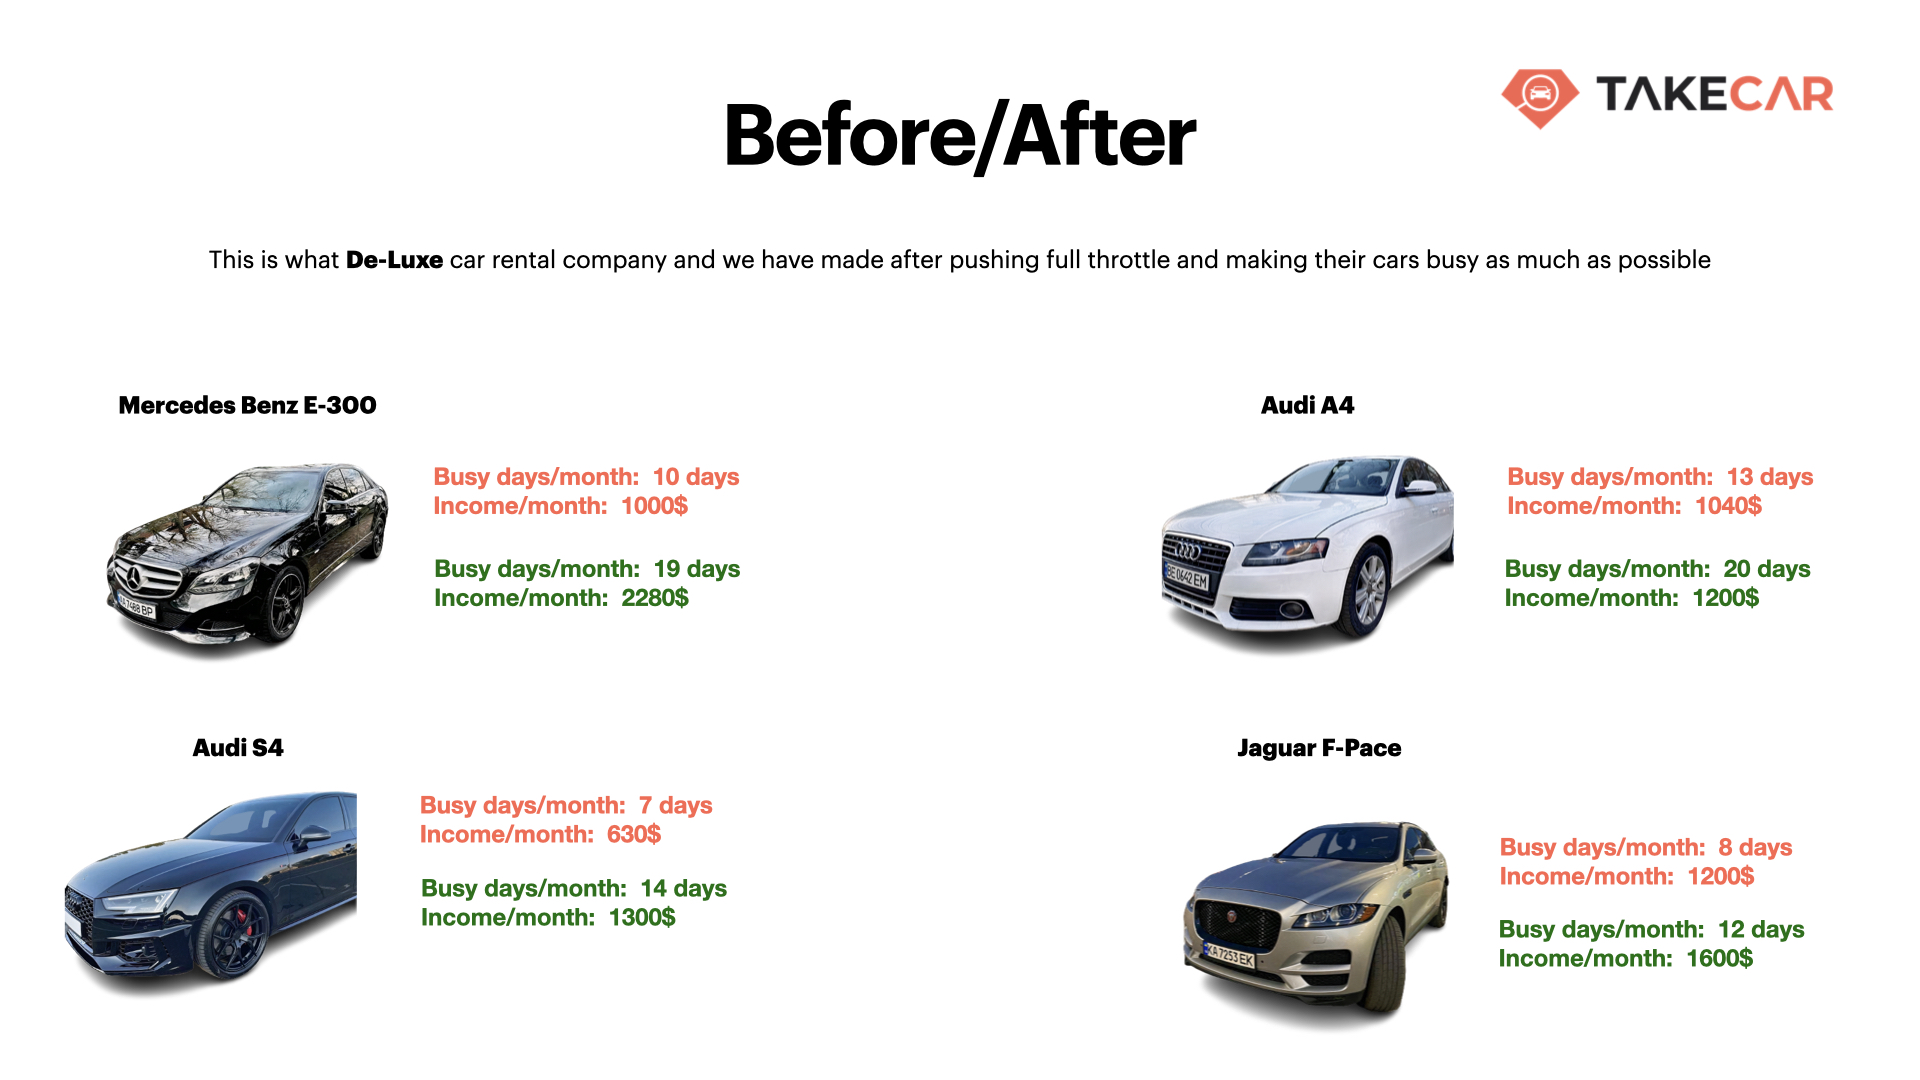 TAKECAR
Before/After
This is what De-Luxe car rental company and we have made after pushing full throttle and making their cars busy as much as possible
Mercedes Benz E-300
Busy days/month: 10 days
Income/month: 1000$
Busy days/month: 19 days
Income/month: 2280$
7488 BP
Audi A4
Busy days/month: 13 days
Income/month: 1040$
Busy days/month: 20 days
Income/month: 1200$
BE 0642 EM
Audi S4
Busy days/month: 7 days
Income/month: 630$
Busy days/month: 14 days
Income/month: 1300$
Jaguar F-Pace
Busy days/month: 8 days
Income/month: 1200$
Busy days/month: 12 days
Income/month: 1600$
KA 7253 EK